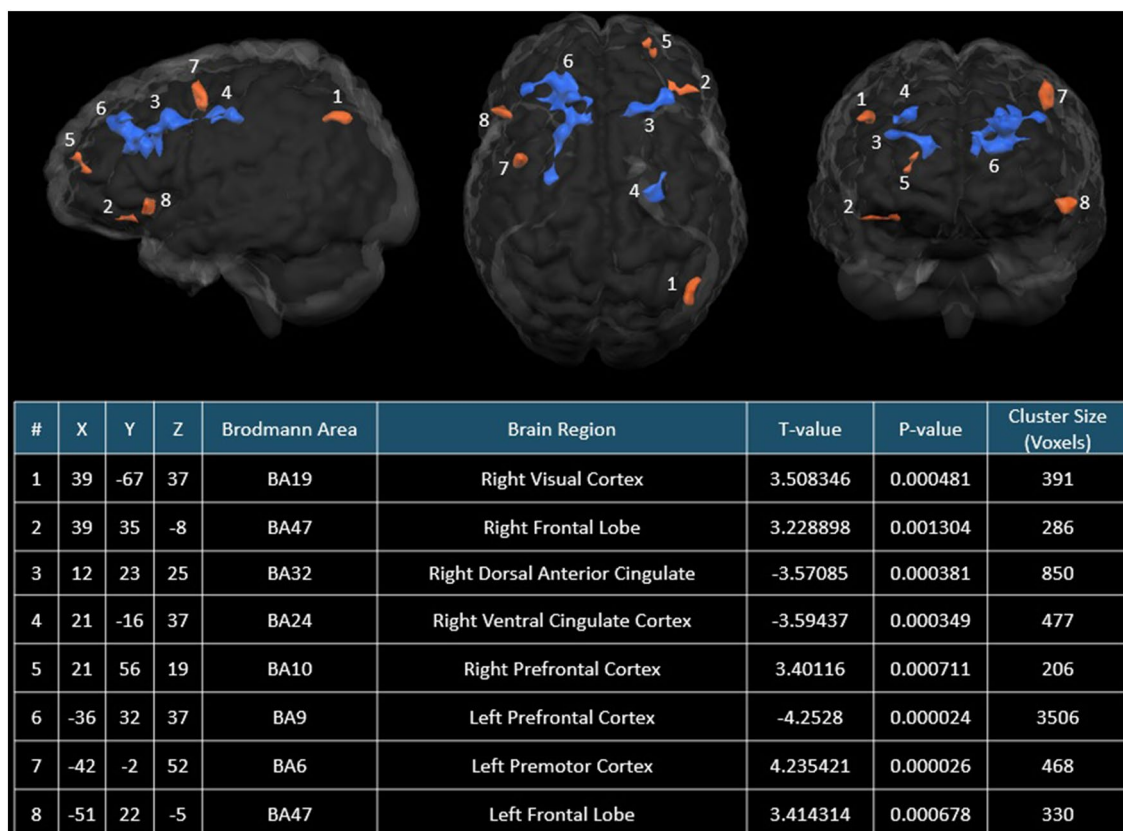 7
6 3 4 1
5
2 8
5
6 2
8 3
7
4
1
4 7
1
3 6
5
2 8
# X Y Z Brodmann Area Brain Region T-value P-value Cluster Size (Voxels)
1 39 -67 37 BA19 Right Visual Cortex 3.508346 0.000481 391
2 39 35 -8 BA47 Right Frontal Lobe 3.228898 0.001304 286
3 12 23 25 BA32 Right Dorsal Anterior Cingulate -3.57085 0.000381 850
4 21 -16 37 BA24 Right Ventral Cingulate Cortex -3.59437 0.000349 477
5 21 56 19 BA10 Right Prefrontal Cortex 3.40116 0.000711 206
6 -36 32 37 BA9 Left Prefrontal Cortex -4.2528 0.000024 3506
7 -42 -2 52 BA6 Left Premotor Cortex 4.235421 0.000026 468
8 -51 22 -5 BA47 Left Frontal Lobe 3.414314 0.000678 330